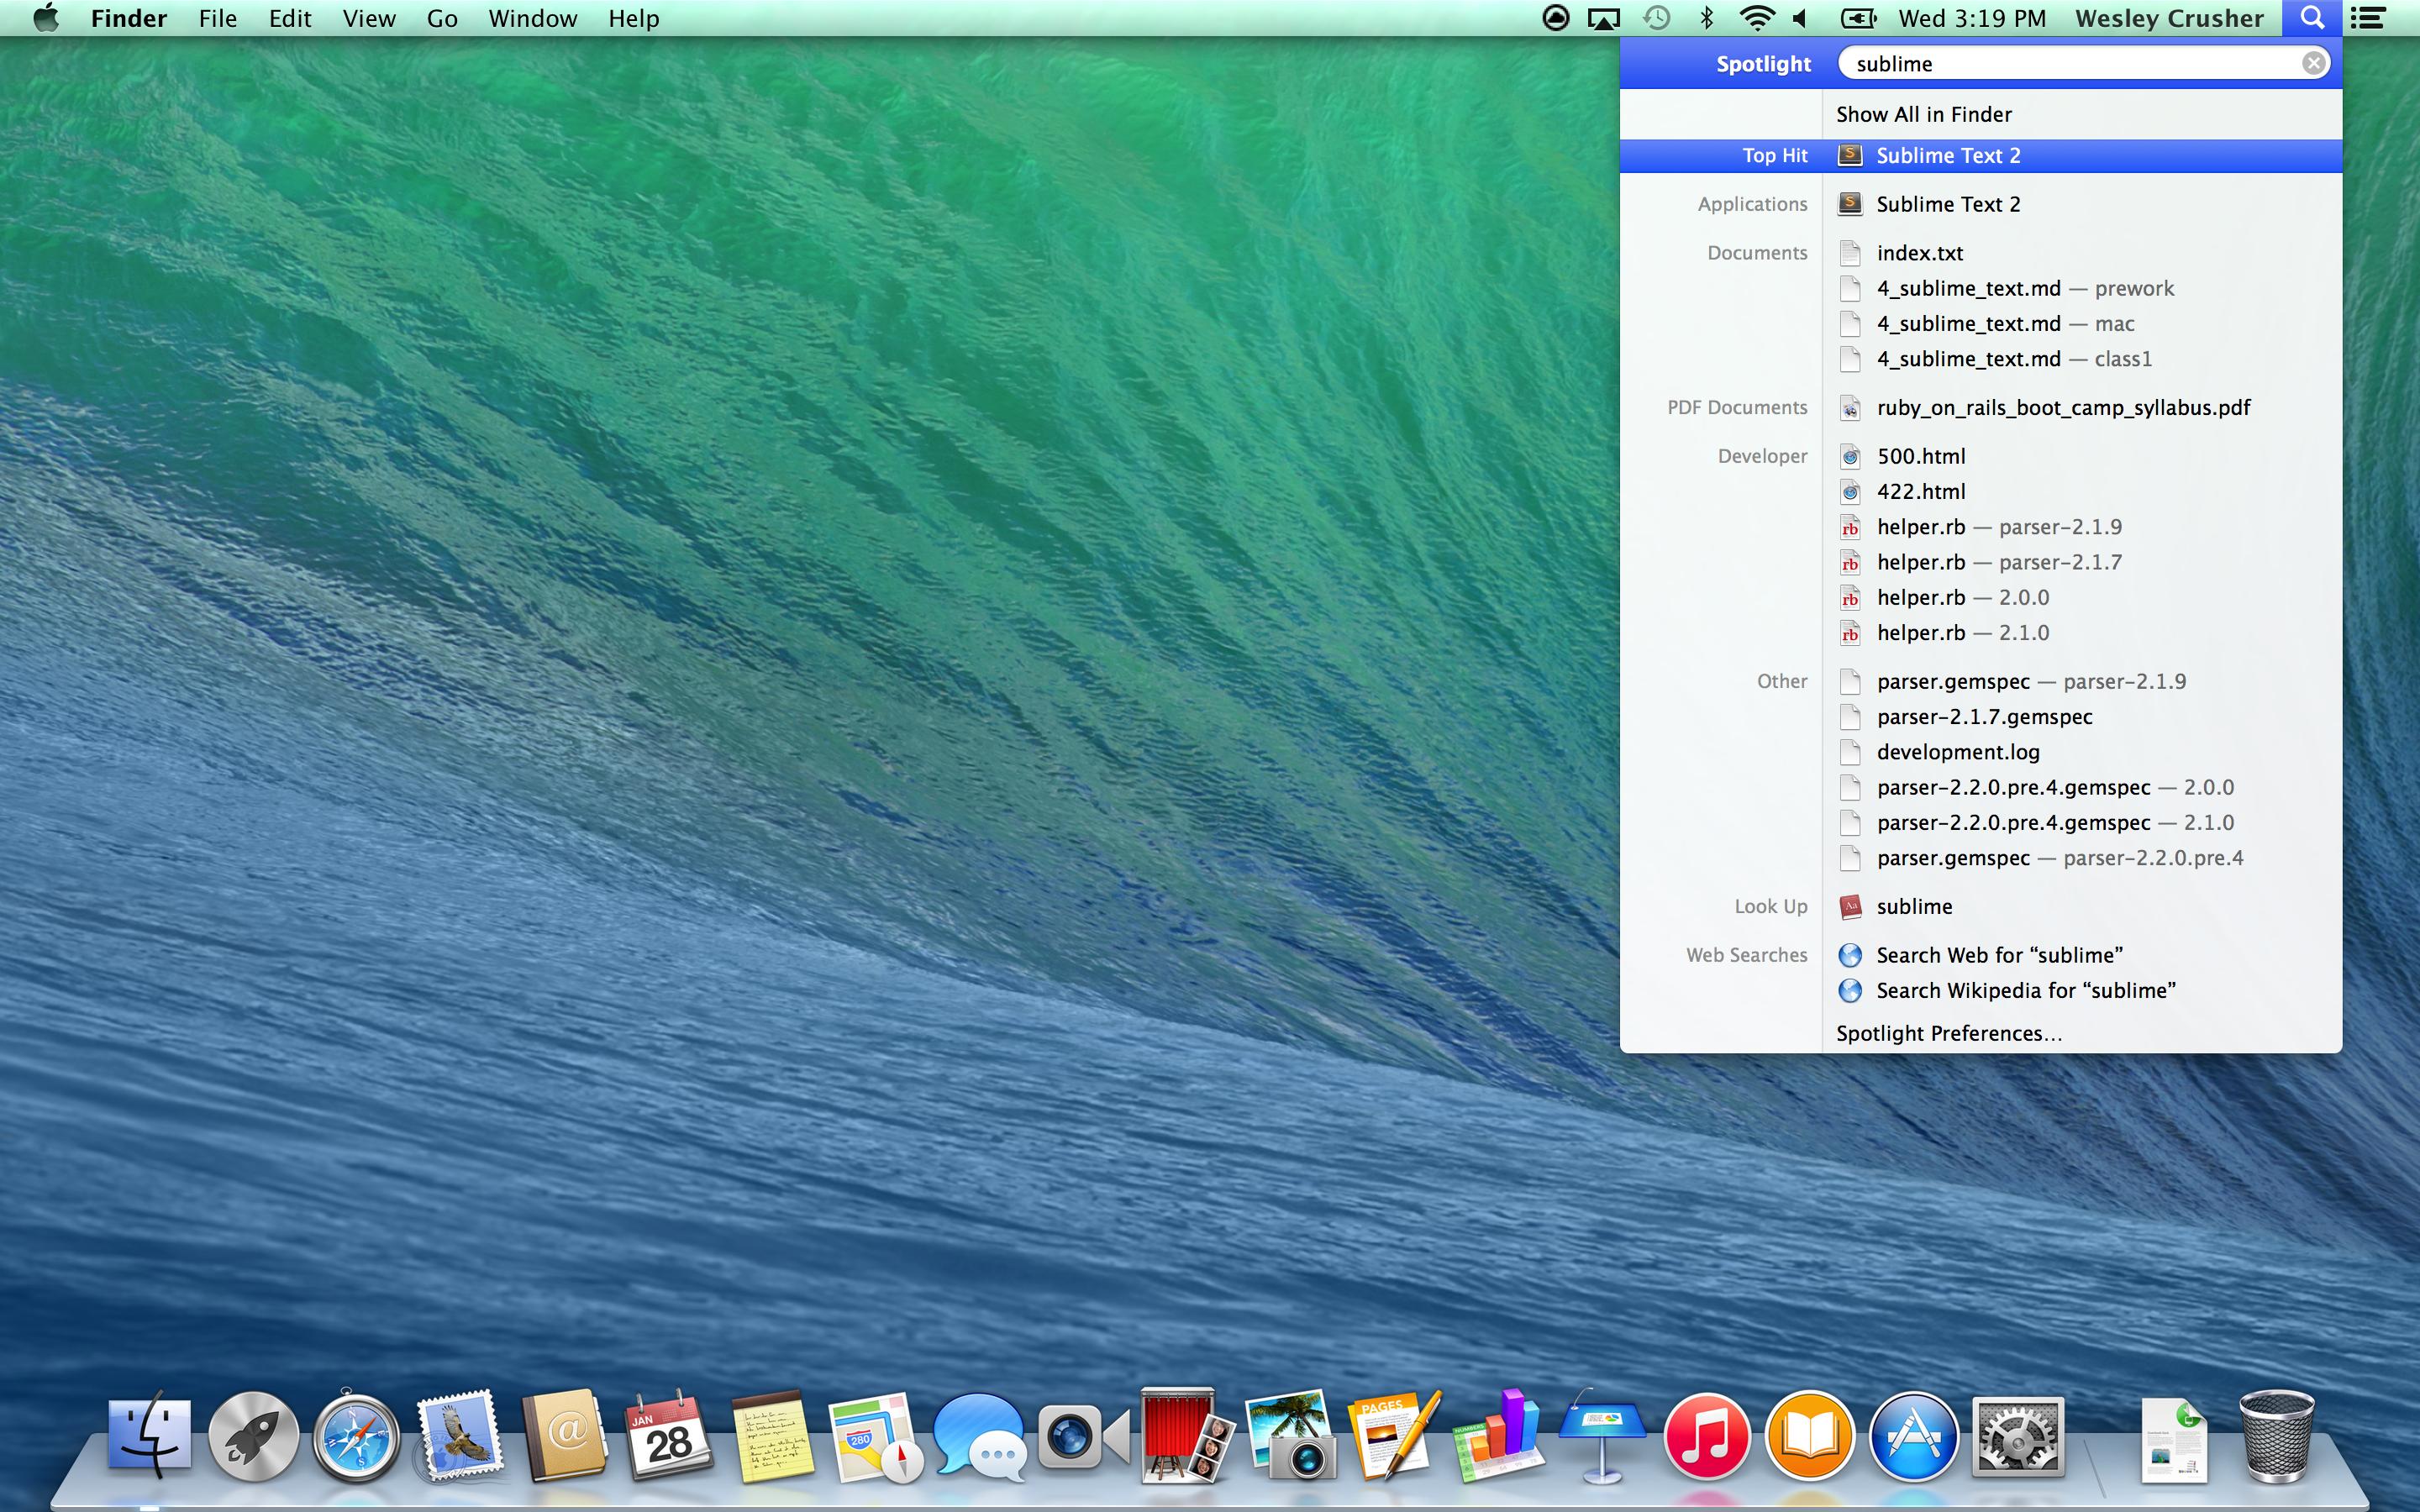 Finder File Edit View Go Window Help Wed 3:19 PM Wesley Crusher
Spotlight sublime
Show All in Finder
Top Hit Sublime Text 2
Applications Sublime Text 2
Documents index.txt
4_sublime_text.md — prework
4_sublime_text.md — mac
4_sublime_text.md — class1
PDF Documents ruby_on_rails_boot_camp_syllabus.pdf
Developer 500.html
422.html
helper.rb — parser-2.1.9
helper.rb — parser-2.1.7
helper.rb — 2.0.0
helper.rb — 2.1.0
Other parser.gemspec — parser-2.1.9
parser-2.1.7.gemspec
development.log
parser-2.2.0.pre.4.gemspec — 2.0.0
parser-2.2.0.pre.4.gemspec — 2.1.0
parser.gemspec — parser-2.2.0.pre.4
Look Up sublime
Web Searches Search Web for “sublime”
Search Wikipedia for “sublime”
Spotlight Preferences...
JAN
28
280
PAGES
NUMBERS